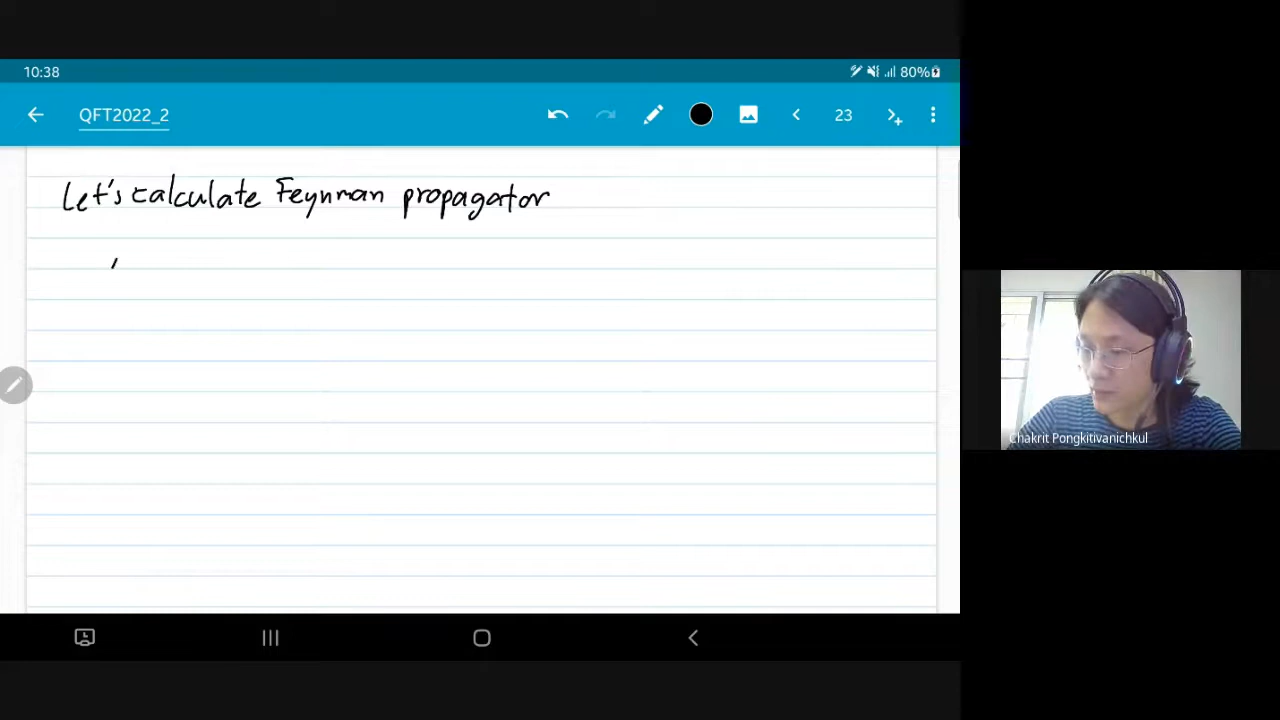 10:38
80%
QFT2022_2
23
Let's calculate Feynman propagator
Chakrit Pongkitivanichkul